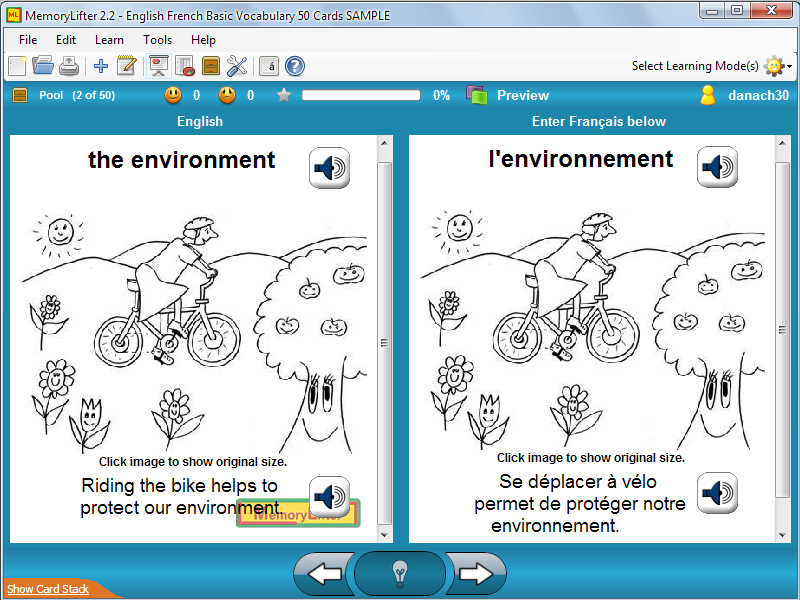 MemoryLifter 2.2 - English French Basic Vocabulary 50 Cards SAMPLE
File Edit Learn Tools Help
á ? Select Learning Mode(s)
Pool (2 of 50) 0 0 0% Preview danach30
English
Enter Français below
the environment
l'environnement
Click image to show original size.
Click image to show original size.
Riding the bike helps to
protect our environment.
MemoryLifter
Se déplacer à vélo
permet de protéger notre
environnement.
Show Card Stack